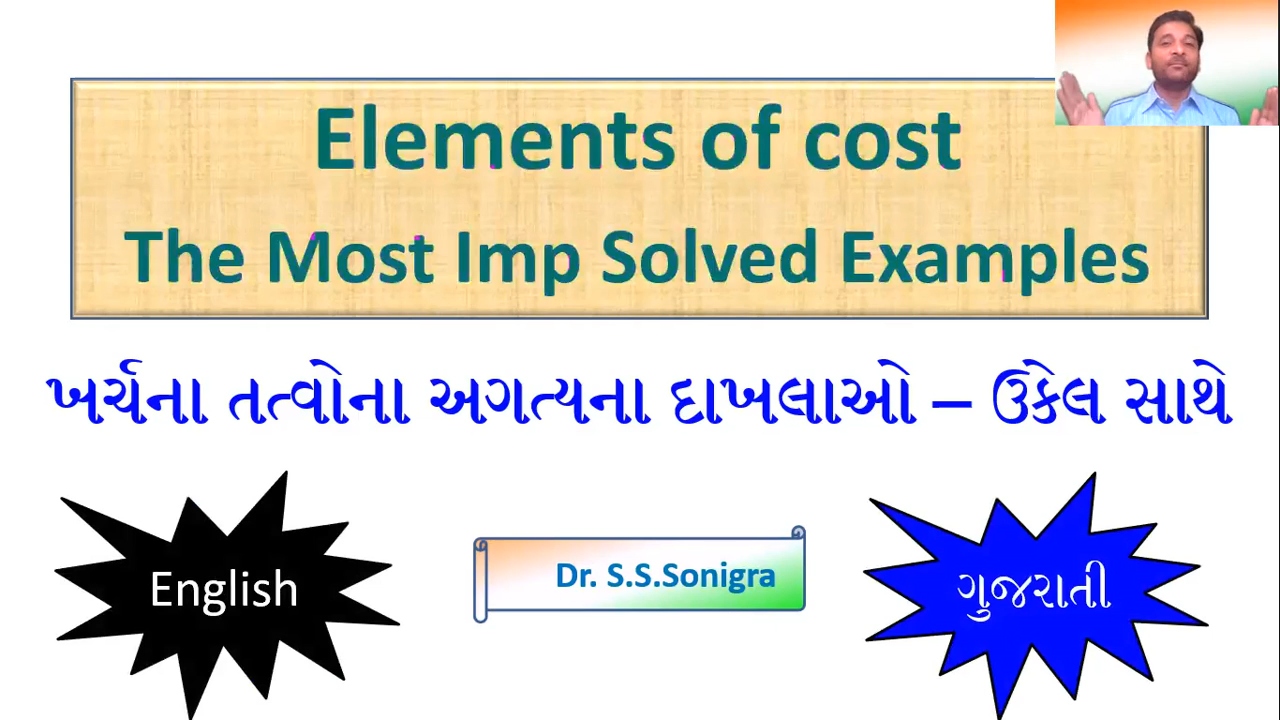 Elements of cost
The Most Imp Solved Examples
ખર્ચના તત્વોના અગત્યના દાખલાઓ – ઉકેલ સાથે
English
Dr. S.S.Sonigra
ગુજરાતી